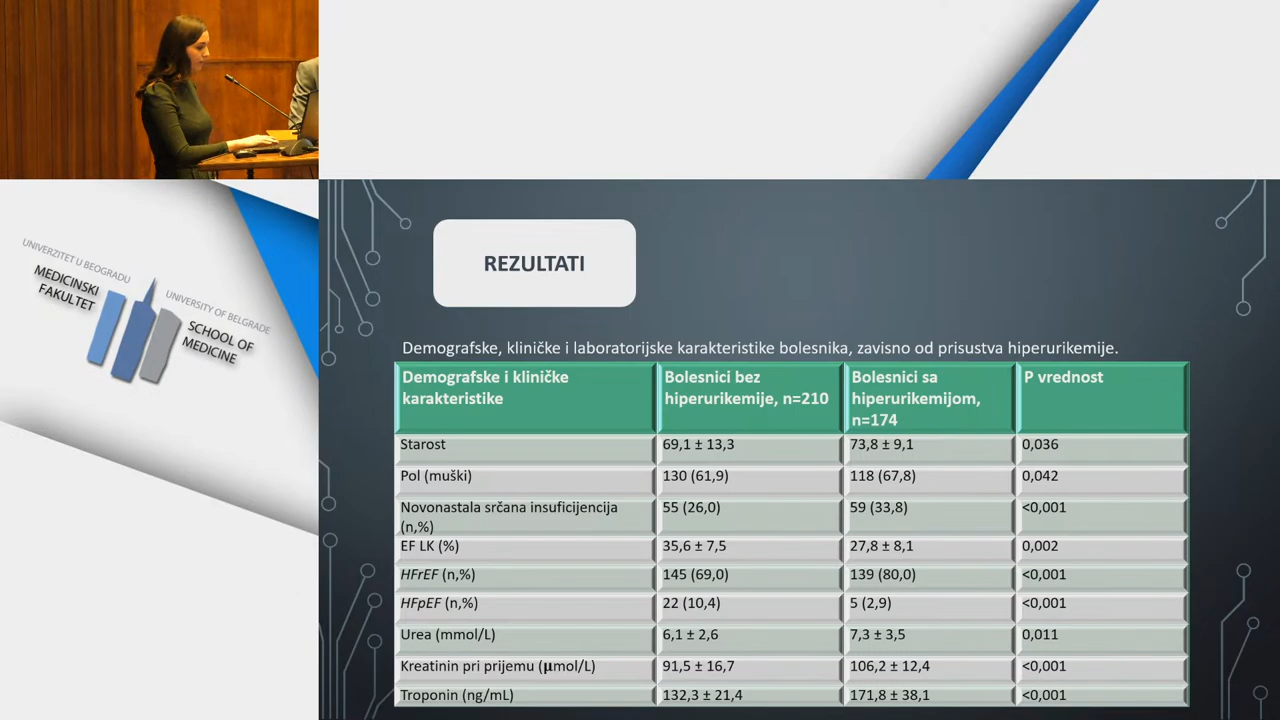 UNIVERZITET U BEOGRADU
MEDICINSKI
FAKULTET
UNIVERSITY OF BELGRADE
SCHOOL OF
MEDICINE
REZULTATI
Demografske, kliničke i laboratorijske karakteristike bolesnika, zavisno od prisustva hiperurikemije.
Demografske i kliničke karakteristike Bolesnici bez hiperurikemije, n=210 Bolesnici sa hiperurikemijom, n=174 P vrednost
Starost 69,1 ± 13,3 73,8 ± 9,1 0,036
Pol (muški) 130 (61,9) 118 (67,8) 0,042
Novonastala srčana insuficijencija (n,%) 55 (26,0) 59 (33,8) <0,001
EF LK (%) 35,6 ± 7,5 27,8 ± 8,1 0,002
HFrEF (n,%) 145 (69,0) 139 (80,0) <0,001
HFpEF (n,%) 22 (10,4) 5 (2,9) <0,001
Urea (mmol/L) 6,1 ± 2,6 7,3 ± 3,5 0,011
Kreatinin pri prijemu (µmol/L) 91,5 ± 16,7 106,2 ± 12,4 <0,001
Troponin (ng/mL) 132,3 ± 21,4 171,8 ± 38,1 <0,001